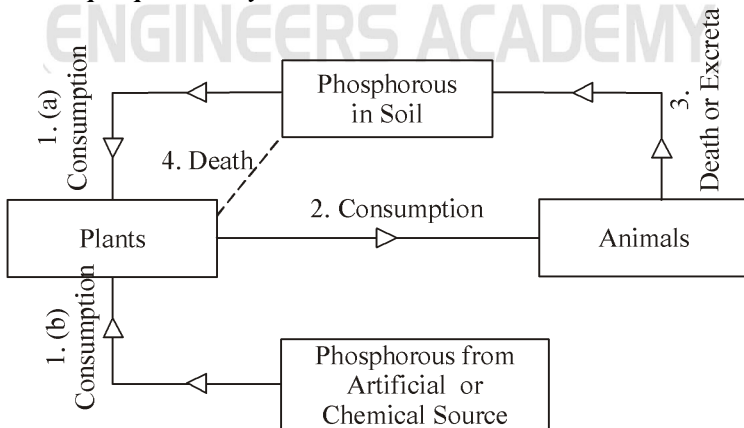 ENGINEERS ACADEMY
Phosphorous
in Soil
1. (a)
Consumption
3.
Death or Excreta
4. Death
2. Consumption
Plants
Animals
1. (b)
Consumption
Phosphorous from
Artificial or
Chemical Source